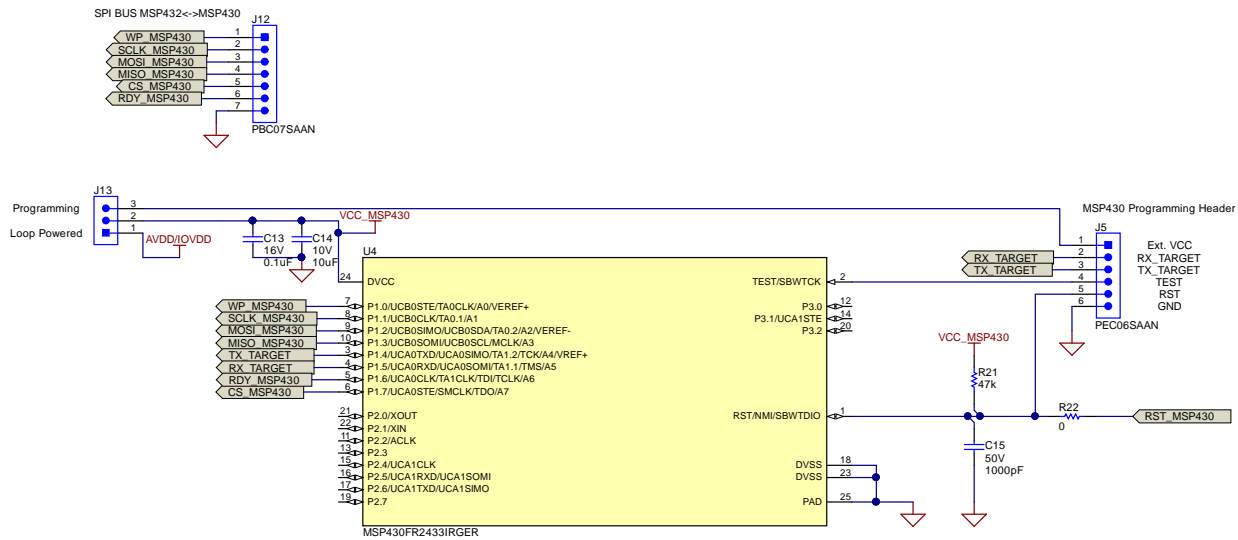 SPI BUS MSP432<->MSP430
J12
WP_MSP430 1
SCLK_MSP430 2
MOSI_MSP430 3
MISO_MSP430 4
CS_MSP430 5
RDY_MSP430 6
7
PBC07SAAN
J13
Programming 3
2
Loop Powered 1
AVDD/IOVDD
C13
16V
0.1uF
C14
10V
10uF
VCC_MSP430
MSP430 Programming Header
J5
1 Ext. VCC
RX_TARGET 2 RX_TARGET
TX_TARGET 3 TX_TARGET
4 TEST
5 RST
6 GND
PEC06SAAN
U4
24 DVCC
WP_MSP430 7 P1.0/UCB0STE/TA0CLK/A0/VEREF+
SCLK_MSP430 8 P1.1/UCB0CLK/TA0.1/A1
MOSI_MSP430 9 P1.2/UCB0SIMO/UCB0SDA/TA0.2/A2/VEREF-
MISO_MSP430 10 P1.3/UCB0SOMI/UCB0SCL/MCLK/A3
TX_TARGET 3 P1.4/UCA0TXD/UCA0SIMO/TA1.2/TCK/A4/VREF+
RX_TARGET 4 P1.5/UCA0RXD/UCA0SOMI/TA1.1/TMS/A5
RDY_MSP430 5 P1.6/UCA0CLK/TA1CLK/TDI/TCLK/A6
CS_MSP430 6 P1.7/UCA0STE/SMCLK/TDO/A7
21 P2.0/XOUT
22 P2.1/XIN
11 P2.2/ACLK
13 P2.3
15 P2.4/UCA1CLK
16 P2.5/UCA1RXD/UCA1SOMI
17 P2.6/UCA1TXD/UCA1SIMO
19 P2.7
TEST/SBWTCK 2
P3.0 12
P3.1/UCA1STE 14
P3.2 20
RST/NMI/SBWTDIO 1
DVSS 18
DVSS 23
PAD 25
MSP430FR2433IRGER
VCC_MSP430
R21
47k
R22
0
RST_MSP430
C15
50V
1000pF